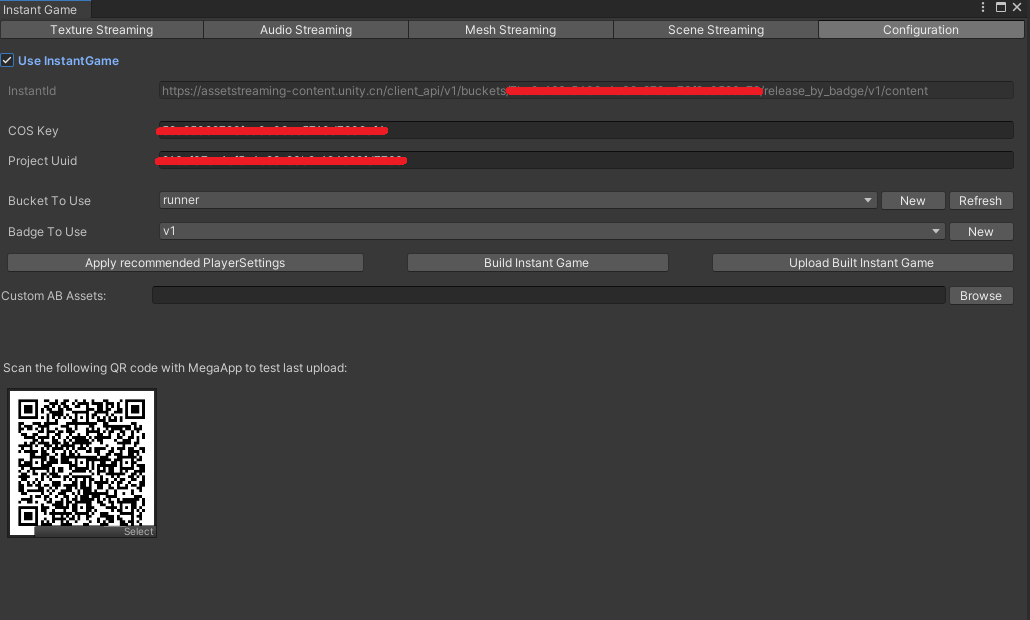 Instant Game
Texture Streaming Audio Streaming Mesh Streaming Scene Streaming Configuration
Use InstantGame
InstantId https://assetstreaming-content.unity.cn/client_api/v1/buckets /release_by_badge/v1/content
COS Key
Project Uuid
Bucket To Use runner New Refresh
Badge To Use v1 New
Apply recommended PlayerSettings Build Instant Game Upload Built Instant Game
Custom AB Assets: Browse
Scan the following QR code with MegaApp to test last upload:
Select